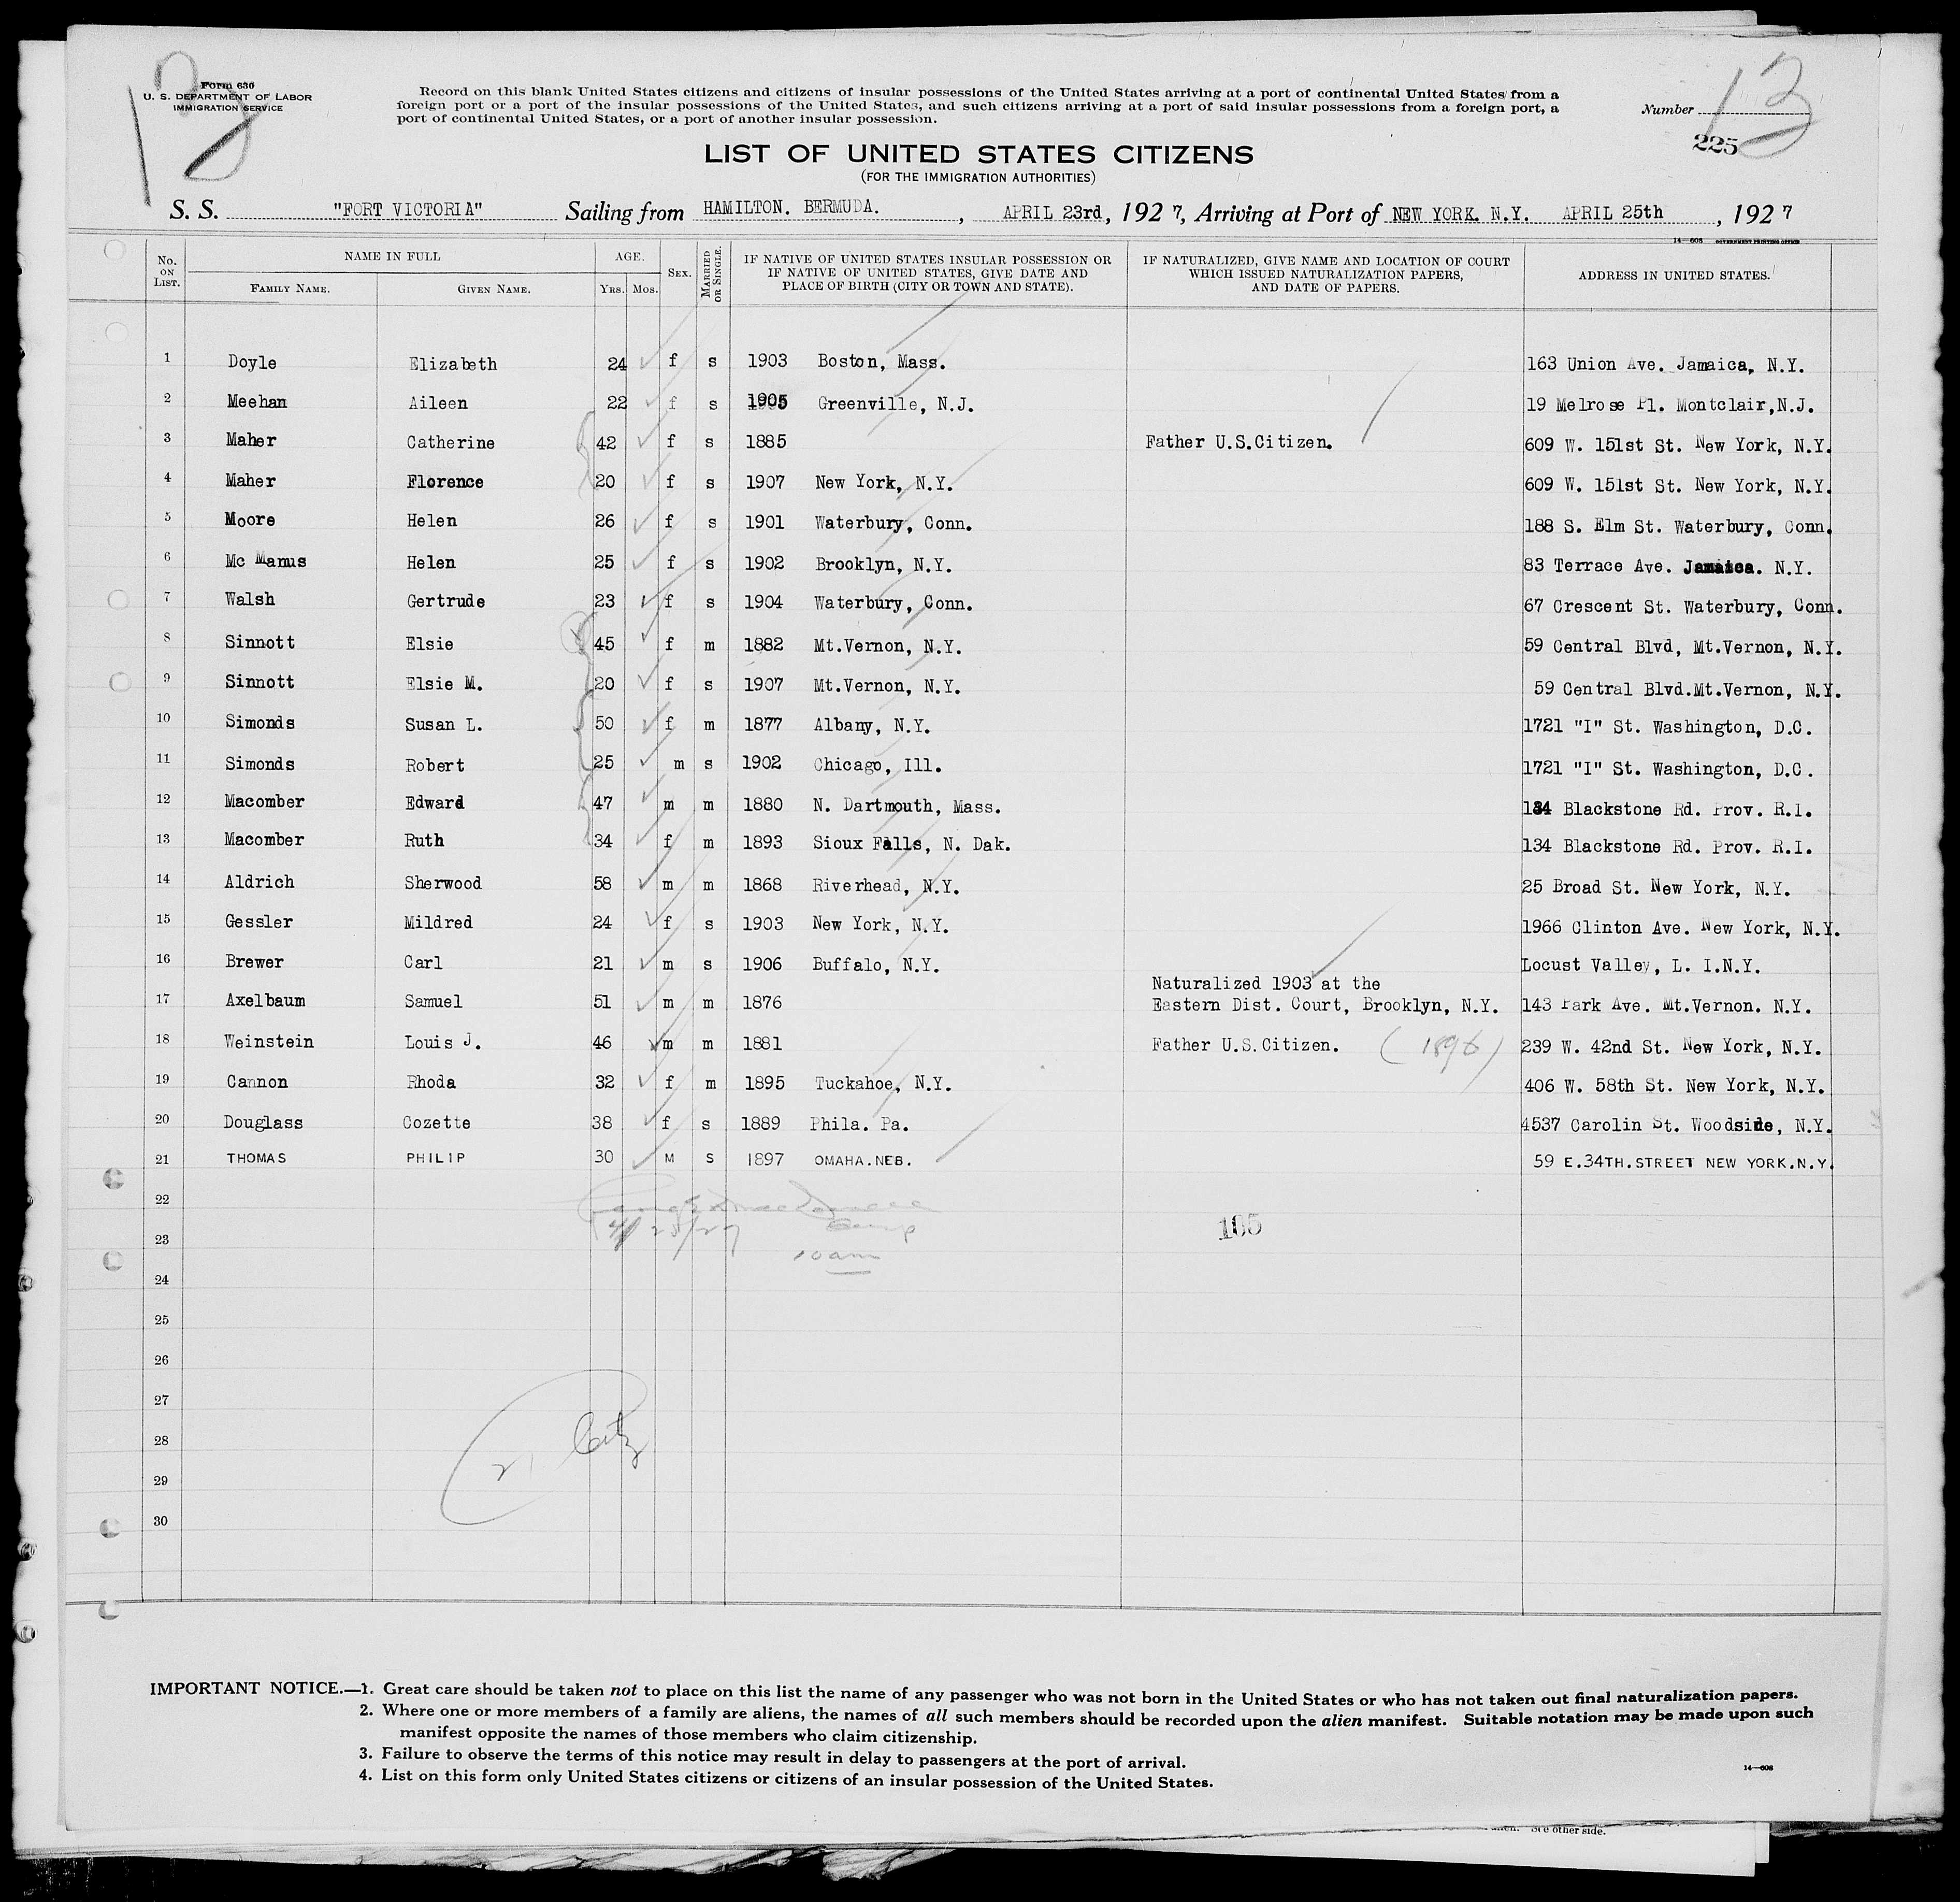 Form 630
U. S. DEPARTMENT OF LABOR
IMMIGRATION SERVICE
13
Record on this blank United States citizens and citizens of insular possessions of the United States arriving at a port of continental United States from a
foreign port or a port of the insular possessions of the United States, and such citizens arriving at a port of said insular possessions from a foreign port, a
port of continental United States, or a port of another insular possession.
Number 13
225
LIST OF UNITED STATES CITIZENS
(FOR THE IMMIGRATION AUTHORITIES)
S. S. "FORT VICTORIA" Sailing from HAMILTON. BERMUDA. , APRIL 23rd, 1927, Arriving at Port of NEW YORK. N.Y. APRIL 25th , 1927
14—608 GOVERNMENT PRINTING OFFICE
No. ON LIST. NAME IN FULL FAMILY NAME. GIVEN NAME. AGE. YRS. MOS. SEX. MARRIED OR SINGLE. IF NATIVE OF UNITED STATES INSULAR POSSESSION OR IF NATIVE OF UNITED STATES, GIVE DATE AND PLACE OF BIRTH (CITY OR TOWN AND STATE). IF NATURALIZED, GIVE NAME AND LOCATION OF COURT WHICH ISSUED NATURALIZATION PAPERS, AND DATE OF PAPERS. ADDRESS IN UNITED STATES.
1 Doyle Elizabeth 24 f s 1903 Boston, Mass. 163 Union Ave. Jamaica, N.Y.
2 Meehan Aileen 22 f s 1905 Greenville, N.J. 19 Melrose Pl. Montclair,N.J.
3 Maher Catherine 42 f s 1885 Father U.S.Citizen. 609 W. 151st St. New York, N.Y.
4 Maher Florence 20 f s 1907 New York, N.Y. 609 W. 151st St. New York, N.Y.
5 Moore Helen 26 f s 1901 Waterbury, Conn. 188 S. Elm St. Waterbury, Conn.
6 Mc Manus Helen 25 f s 1902 Brooklyn, N.Y. 83 Terrace Ave. Jamaica. N.Y.
7 Walsh Gertrude 23 f s 1904 Waterbury, Conn. 67 Crescent St. Waterbury, Conn.
8 Sinnott Elsie 45 f m 1882 Mt.Vernon, N.Y. 59 Central Blvd, Mt.Vernon, N.Y.
9 Sinnott Elsie M. 20 f s 1907 Mt.Vernon, N.Y. 59 Central Blvd.Mt.Vernon, N.Y.
10 Simonds Susan L. 50 f m 1877 Albany, N.Y. 1721 "I" St. Washington, D.C.
11 Simonds Robert 25 m s 1902 Chicago, Ill. 1721 "I" St. Washington, D.C.
12 Macomber Edward 47 m m 1880 N. Dartmouth, Mass. 134 Blackstone Rd. Prov. R.I.
13 Macomber Ruth 34 f m 1893 Sioux Falls, N. Dak. 134 Blackstone Rd. Prov. R.I.
14 Aldrich Sherwood 58 m m 1868 Riverhead, N.Y. 25 Broad St. New York, N.Y.
15 Gessler Mildred 24 f s 1903 New York, N.Y. 1966 Clinton Ave. New York, N.Y.
16 Brewer Carl 21 m s 1906 Buffalo, N.Y. Locust Valley, L. I.N.Y.
Naturalized 1903 at the
17 Axelbaum Samuel 51 m m 1876 Eastern Dist. Court, Brooklyn, N.Y. 143 Park Ave. Mt.Vernon. N.Y.
18 Weinstein Louis J. 46 m m 1881 Father U.S.Citizen. (1896) 239 W. 42nd St. New York, N.Y.
19 Cannon Rhoda 32 f m 1895 Tuckahoe, N.Y. 406 W. 58th St. New York, N.Y.
20 Douglass Cozette 38 f s 1889 Phila. Pa. 4537 Carolin St. Woodside, N.Y.
21 THOMAS PHILIP 30 M S 1897 OMAHA.NEB. 59 E.34TH.STREET NEW YORK.N.Y.
22
4/25/27
105
23
10 am
24
25
26
27
28
21 Citz
29
30
IMPORTANT NOTICE.—1. Great care should be taken not to place on this list the name of any passenger who was not born in the United States or who has not taken out final naturalization papers.
2. Where one or more members of a family are aliens, the names of all such members should be recorded upon the alien manifest. Suitable notation may be made upon such
manifest opposite the names of those members who claim citizenship.
3. Failure to observe the terms of this notice may result in delay to passengers at the port of arrival.
4. List on this form only United States citizens or citizens of an insular possession of the United States.
14—608
See other side.